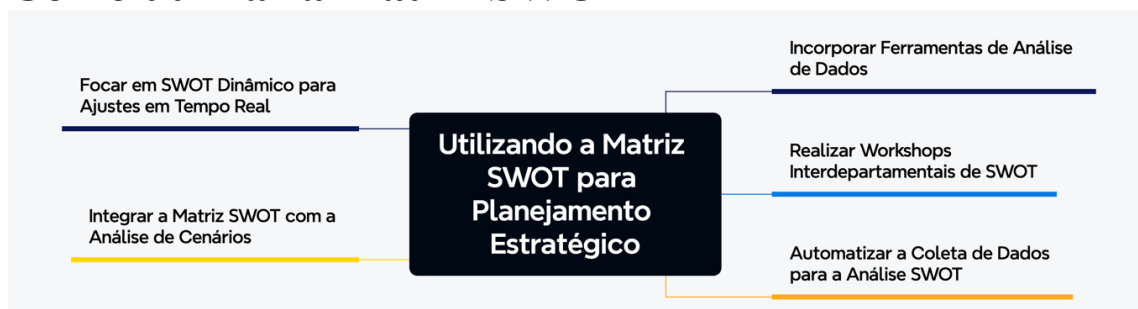 Focar em SWOT Dinâmico para
Ajustes em Tempo Real
Integrar a Matriz SWOT com a
Análise de Cenários
Utilizando a Matriz
SWOT para
Planejamento
Estratégico
Incorporar Ferramentas de Análise
de Dados
Realizar Workshops
Interdepartamentais de SWOT
Automatizar a Coleta de Dados
para a Análise SWOT